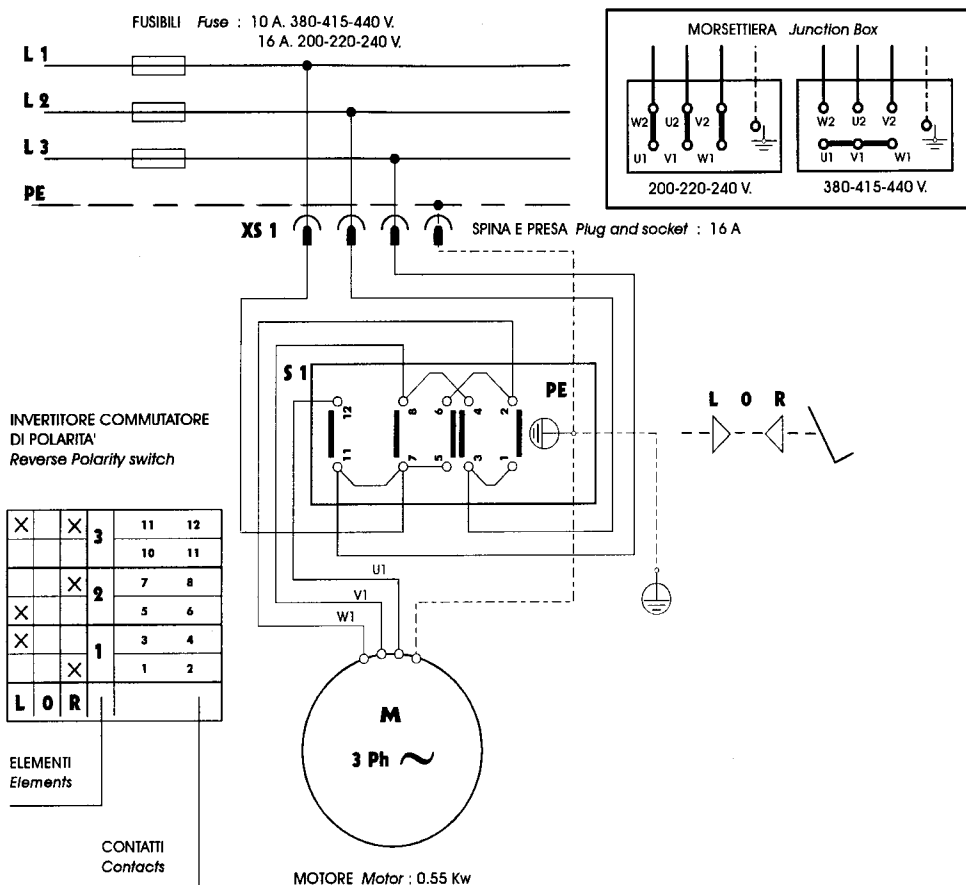 FUSIBILI Fuse : 10 A. 380-415-440 V.
16 A. 200-220-240 V.
L 1
L 2
L 3
PE
MORSETTIERA Junction Box
W2 U2 V2
U1 V1 W1
200-220-240 V.
W2 U2 V2
U1 V1 W1
380-415-440 V.
XS 1
SPINA E PRESA Plug and socket : 16 A
S 1
PE
12 8 6 4 2
11 7 5 3 1
L O R
INVERTITORE COMMUTATORE
DI POLARITA'
Reverse Polarity switch
X X 3 11 12
10 11
X 2 7 8
X 5 6
X 1 3 4
X 1 2
L O R
ELEMENTI
Elements
CONTATTI
Contacts
U1
V1
W1
M
3 Ph ~
MOTORE Motor : 0.55 Kw